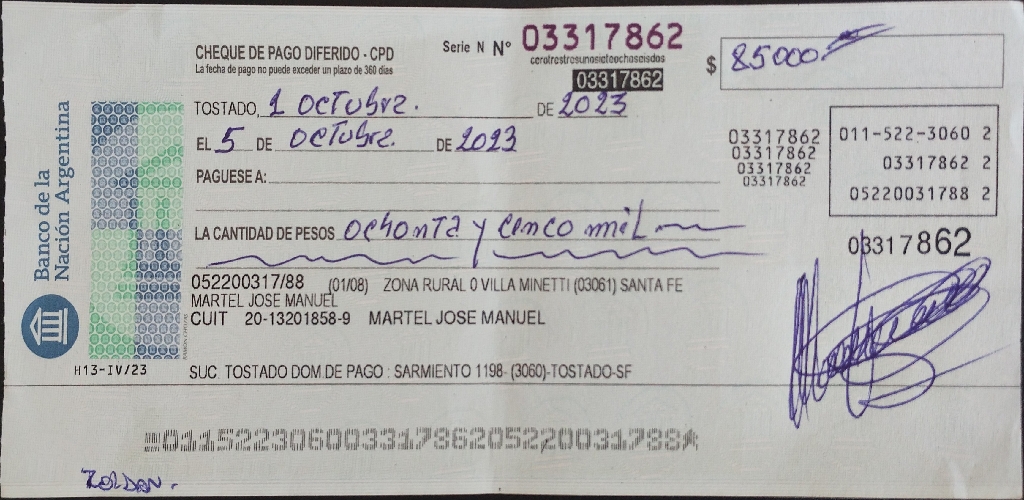 CHEQUE DE PAGO DIFERIDO - CPD
La fecha de pago no puede exceder un plazo de 360 días
Serie N Nº 03317862
cerotrestresunosieteochoseisdos
03317862
$ 85000
TOSTADO, 1 octubre. DE 2023
EL 5 DE octubre. DE 2023
PAGUESE A:
LA CANTIDAD DE PESOS ochonta y cenco mil
03317862
03317862
03317862
03317862
011-522-3060 2
03317862 2
05220031788 2
03317862
Banco de la
Nación Argentina
H13-IV/23
052200317/88 (01/08) ZONA RURAL 0 VILLA MINETTI (03061) SANTA FE
MARTEL JOSE MANUEL
CUIT 20-13201858-9 MARTEL JOSE MANUEL
SUC. TOSTADO DOM.DE PAGO : SARMIENTO 1198- (3060)-TOSTADO-SF
01152230600331786205220031788